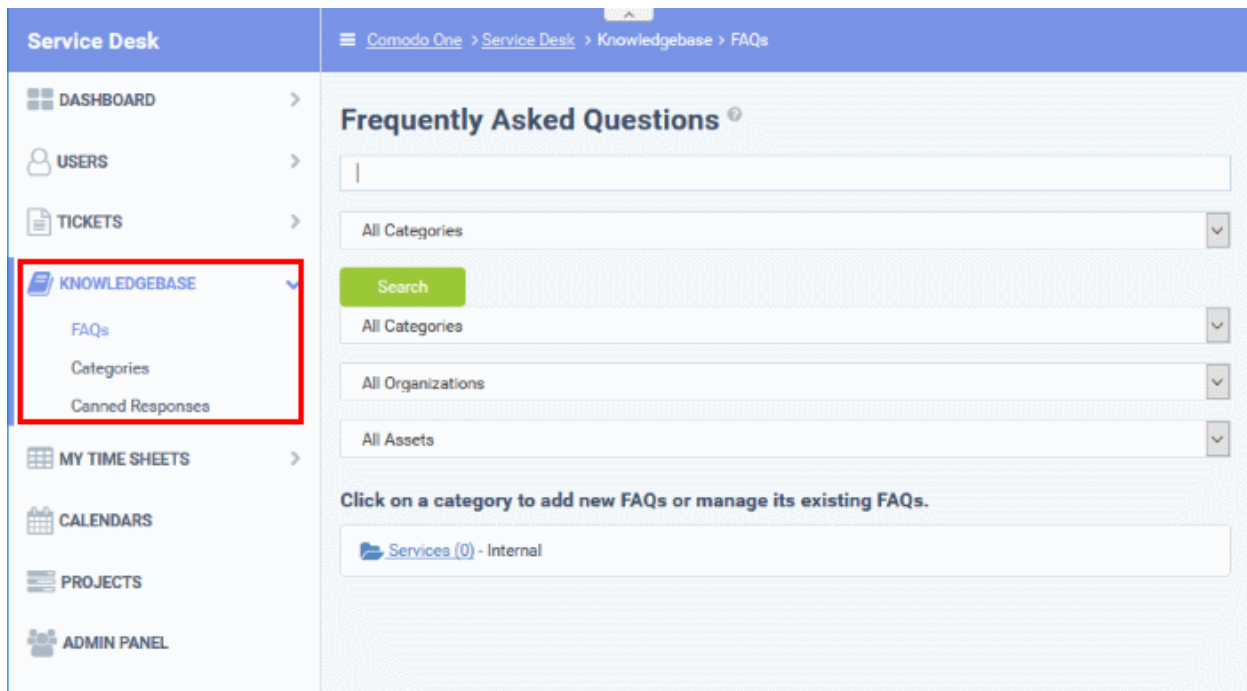 Service Desk
Comodo One > Service Desk > Knowledgebase > FAQs
DASHBOARD
USERS
TICKETS
KNOWLEDGEBASE
FAQs
Categories
Canned Responses
MY TIME SHEETS
CALENDARS
PROJECTS
ADMIN PANEL
Frequently Asked Questions ?
All Categories
Search
All Categories
All Organizations
All Assets
Click on a category to add new FAQs or manage its existing FAQs.
Services (0) - Internal